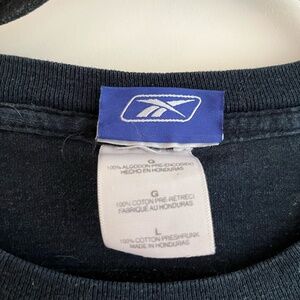 G
100% ALGODON PRE-ENCOGIDO
HECHO EN HONDURAS
G
100% COTON PRE-RETRECI
FABRIQUE AU HONDURAS
L
100% COTTON PRESHRUNK
MADE IN HONDURAS